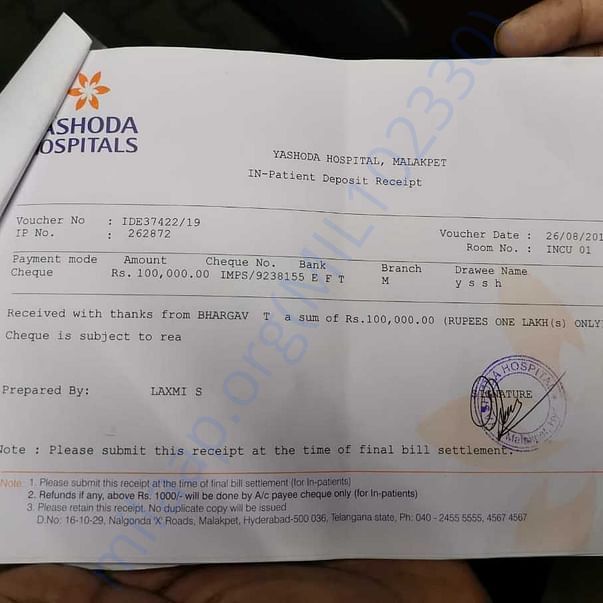 ASHODA
OSPITALS
YASHODA HOSPITAL, MALAKPET
IN-Patient Deposit Receipt
Voucher No : IDE37422/19
Voucher Date : 26/08/201
IP No. : 262872
Room No. : INCU 01
Payment mode Amount Cheque No. Bank Branch Drawee Name
Cheque Rs. 100,000.00 IMPS/9238155 E F T M y s s h
Received with thanks from BHARGAV T a sum of Rs.100,000.00 (RUPEES ONE LAKH(s) ONLY
Cheque is subject to rea
Prepared By: LAXMI S
SIGNATURE
HOSPITAL
Malakpet, Hy
Note : Please submit this receipt at the time of final bill settlement.
Note: 1. Please submit this receipt at the time of final bill settlement (for In-patients)
2. Refunds if any, above Rs. 1000/- will be done by A/c payee cheque only (for In-patients)
3. Please retain this receipt. No duplicate copy will be issued
D.No: 16-10-29, Nalgonda 'X' Roads, Malakpet, Hyderabad-500 036, Telangana state, Ph: 040 - 2455 5555, 4567 4567